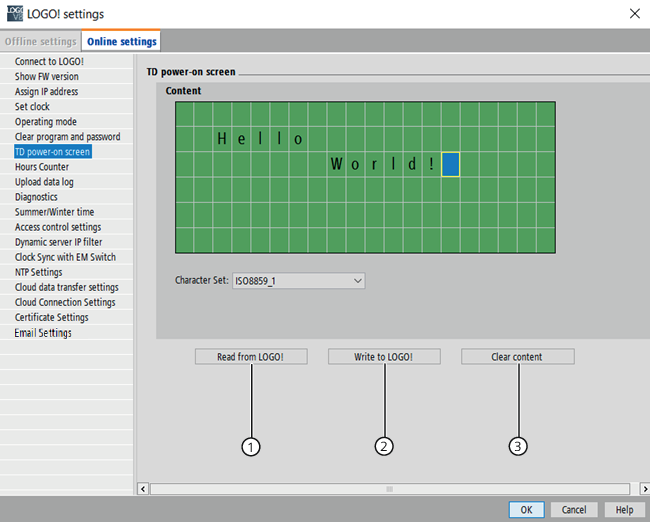 LOGO! settings
Offline settings
Online settings
Connect to LOGO!
Show FW version
Assign IP address
Set clock
Operating mode
Clear program and password
TD power-on screen
Hours Counter
Upload data log
Diagnostics
Summer/Winter time
Access control settings
Dynamic server IP filter
Clock Sync with EM Switch
NTP Settings
Cloud data transfer settings
Cloud Connection Settings
Certificate Settings
Email Settings
TD power-on screen
Content
Hello
World!
Character Set: ISO8859_1
Read from LOGO!
Write to LOGO!
Clear content
1
2
3
OK
Cancel
Help